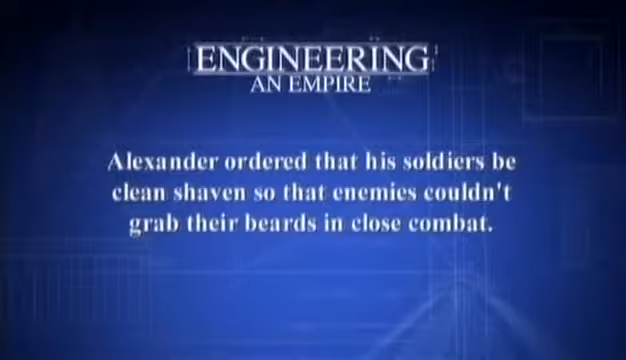 ENGINEERING
AN EMPIRE
Alexander ordered that his soldiers be
clean shaven so that enemies couldn't
grab their beards in close combat.